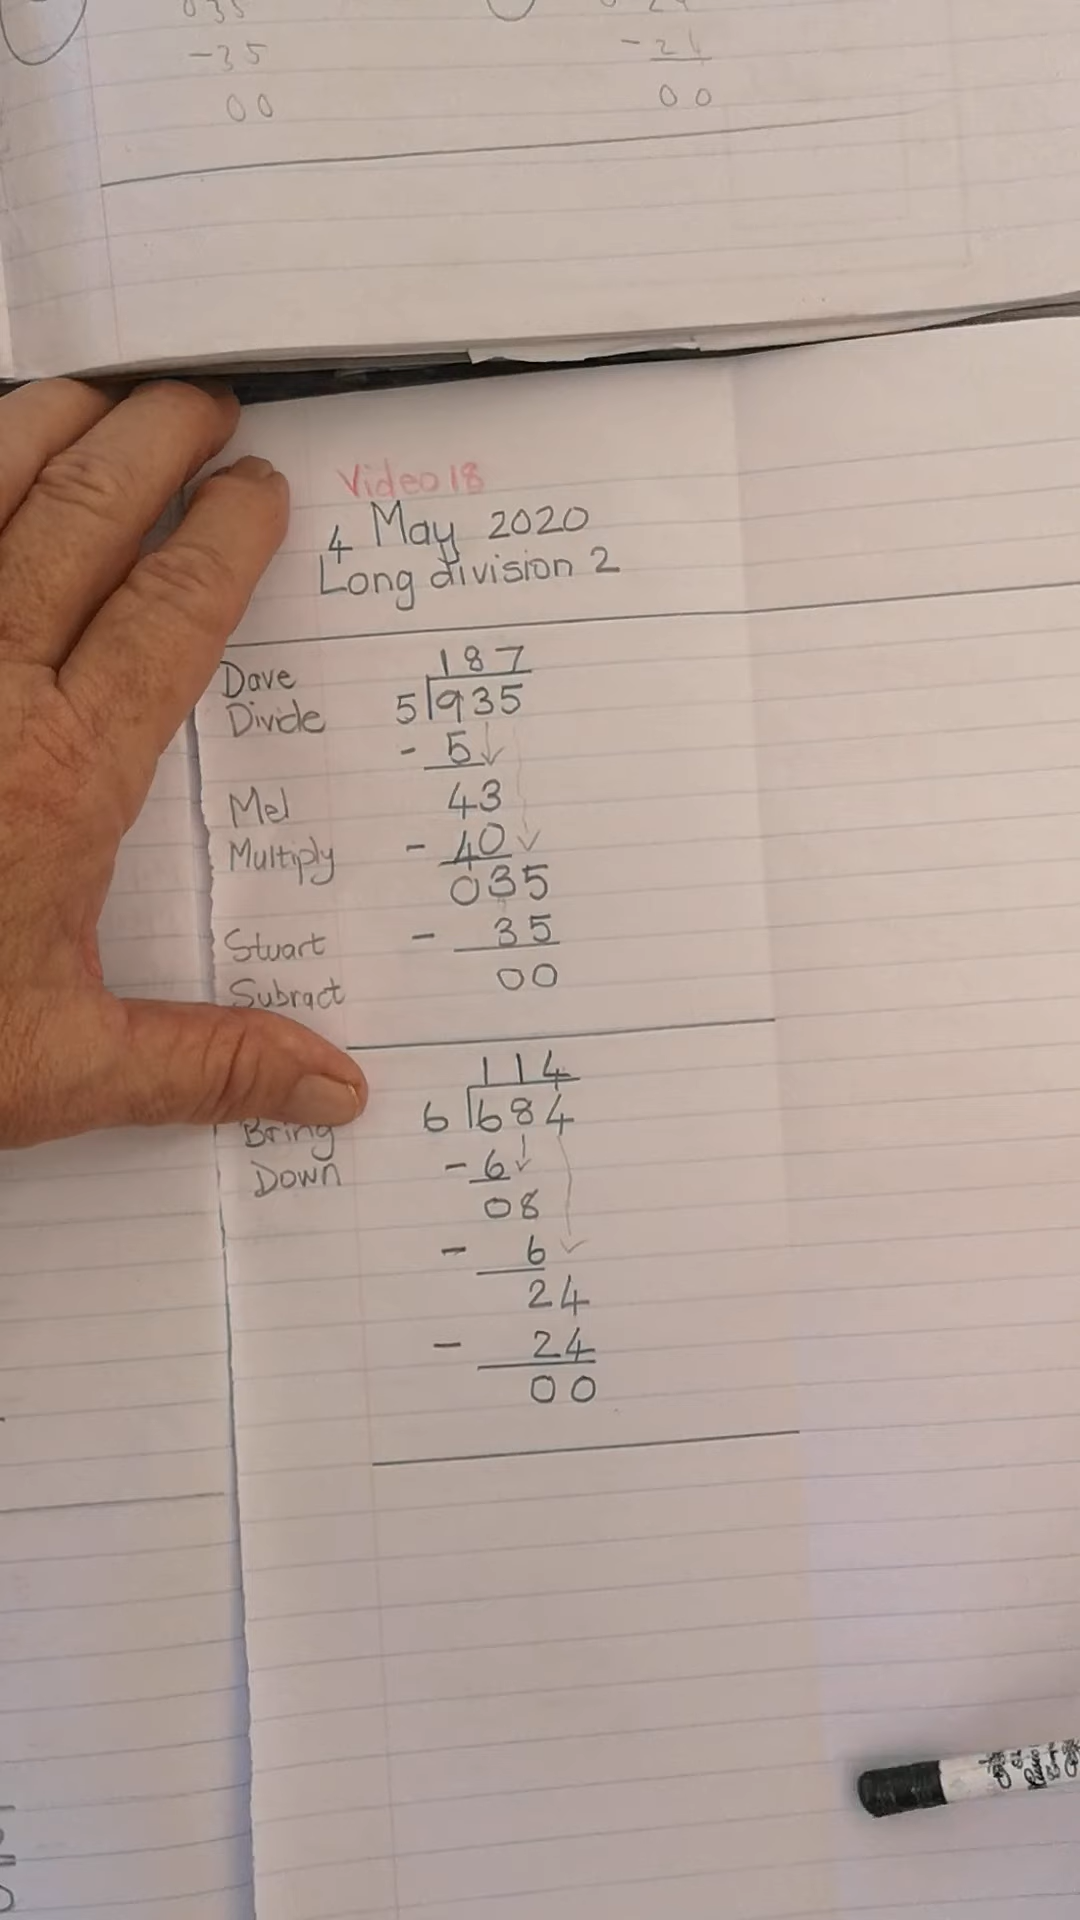 035
-35
00
-24
00
Video 18
4 May 2020
Long division 2
Dave
Divide
Mel
Multiply
Stuart
Subract
Bring
Down
187
5 935
- 5
43
- 40
035
- 35
00
114
6 684
- 6
08
- 6
24
- 24
00